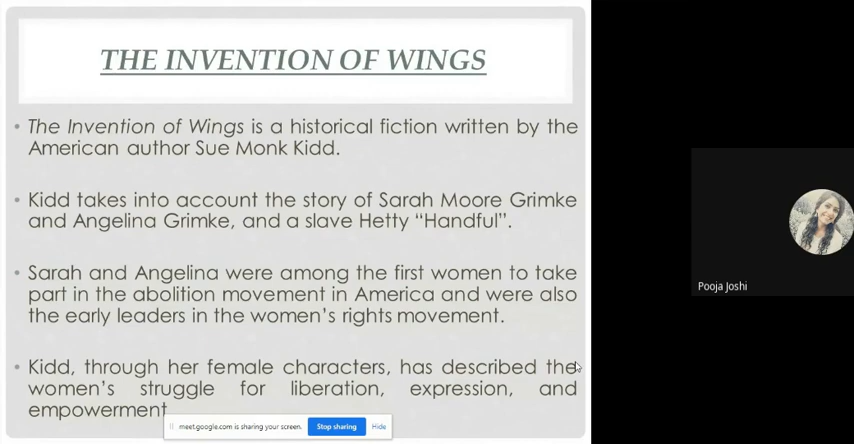 THE INVENTION OF WINGS
• The Invention of Wings is a historical fiction written by the
American author Sue Monk Kidd.
• Kidd takes into account the story of Sarah Moore Grimke
and Angelina Grimke, and a slave Hetty “Handful”.
• Sarah and Angelina were among the first women to take
part in the abolition movement in America and were also
the early leaders in the women’s rights movement.
• Kidd, through her female characters, has described the
women’s struggle for liberation, expression, and
empowerment
meet.google.com is sharing your screen. Stop sharing Hide
Pooja Joshi